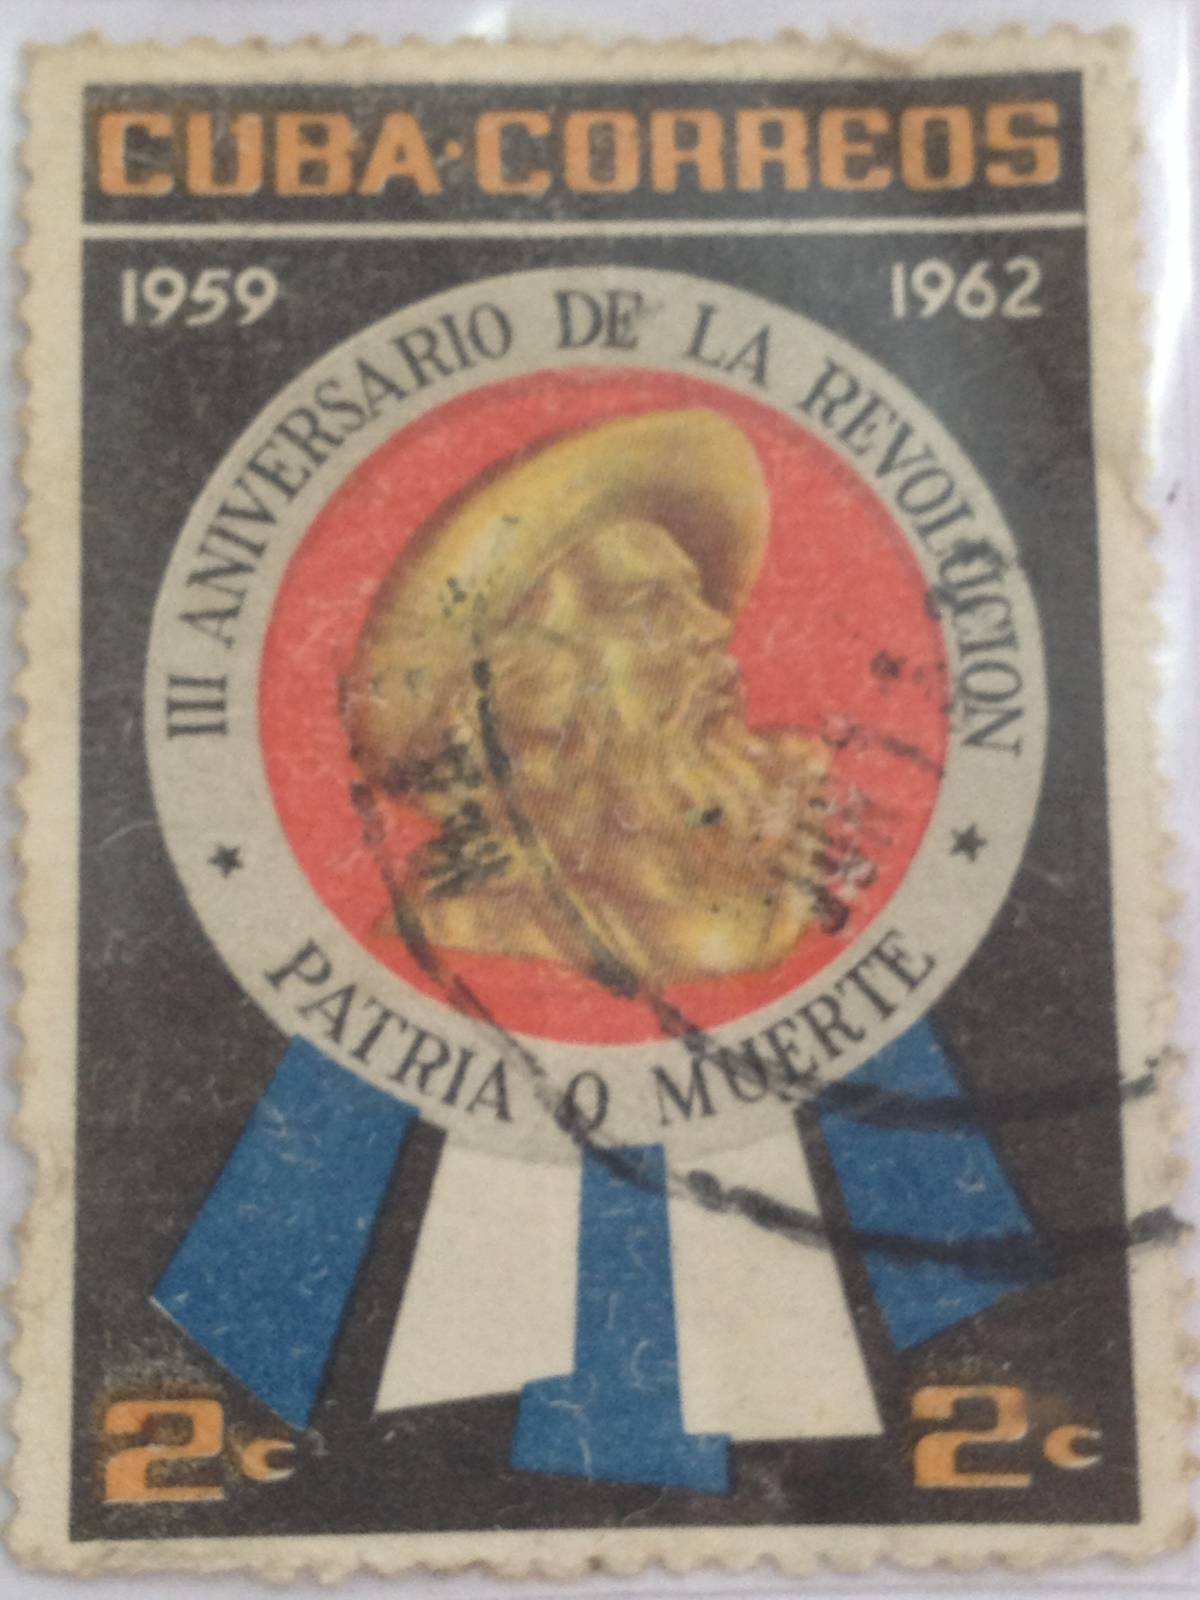 CUBA·CORREOS
1959
1962
III ANIVERSARIO DE LA REVOLUCION
★ PATRIA O MUERTE ★
2c
2c